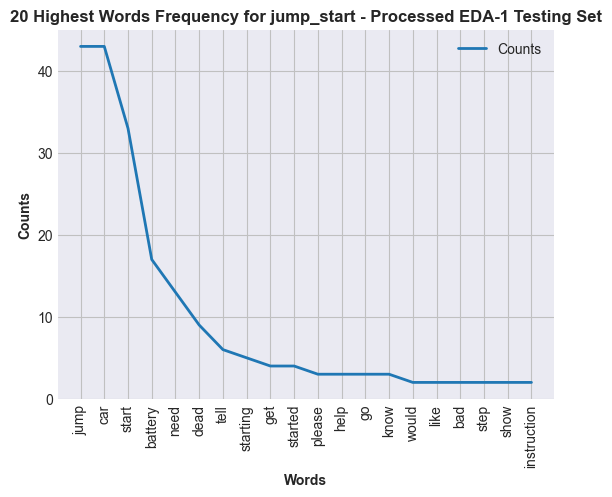 20 Highest Words Frequency for jump_start - Processed EDA-1 Testing Set
Counts
40
30
20
10
0
Counts
jump
car
start
battery
need
dead
tell
starting
get
started
please
help
go
know
would
like
bad
step
show
instruction
Words